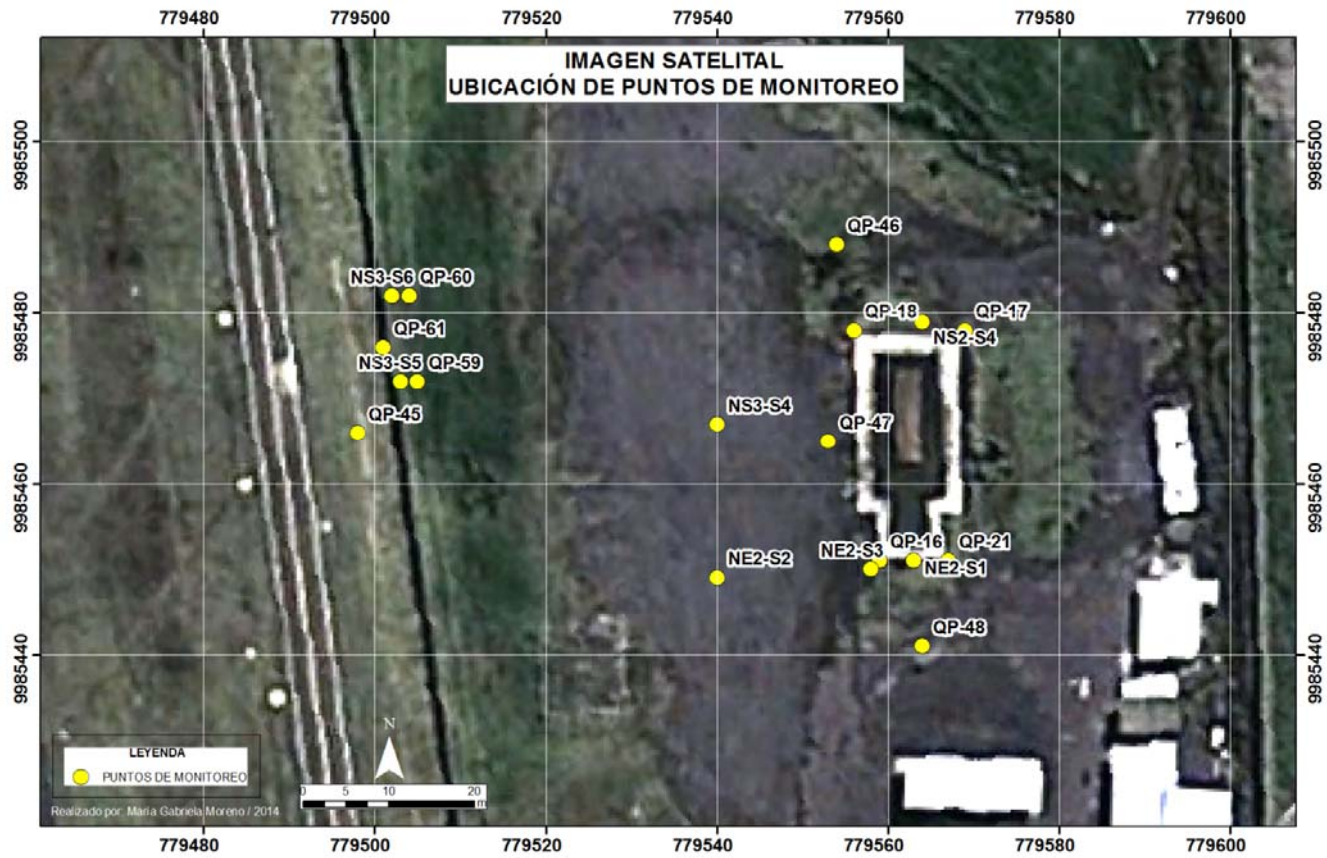 779480 779500 779520 779540 779560 779580 779600
IMAGEN SATELITAL
UBICACIÓN DE PUNTOS DE MONITOREO
9985500 9985500
QP-46
NS3-S6 QP-60
9985480 QP-18 QP-17 9985480
QP-61 NS2-S4
NS3-S5 QP-59
NS3-S4
QP-45 QP-47
9985460 9985460
NE2-S3 QP-16 QP-21
NE2-S2 NE2-S1
QP-48
9985440 9985440
N
LEYENDA
PUNTOS DE MONITOREO
0 5 10 20
m
Realizado por: María Gabriela Moreno / 2014
779480 779500 779520 779540 779560 779580 779600